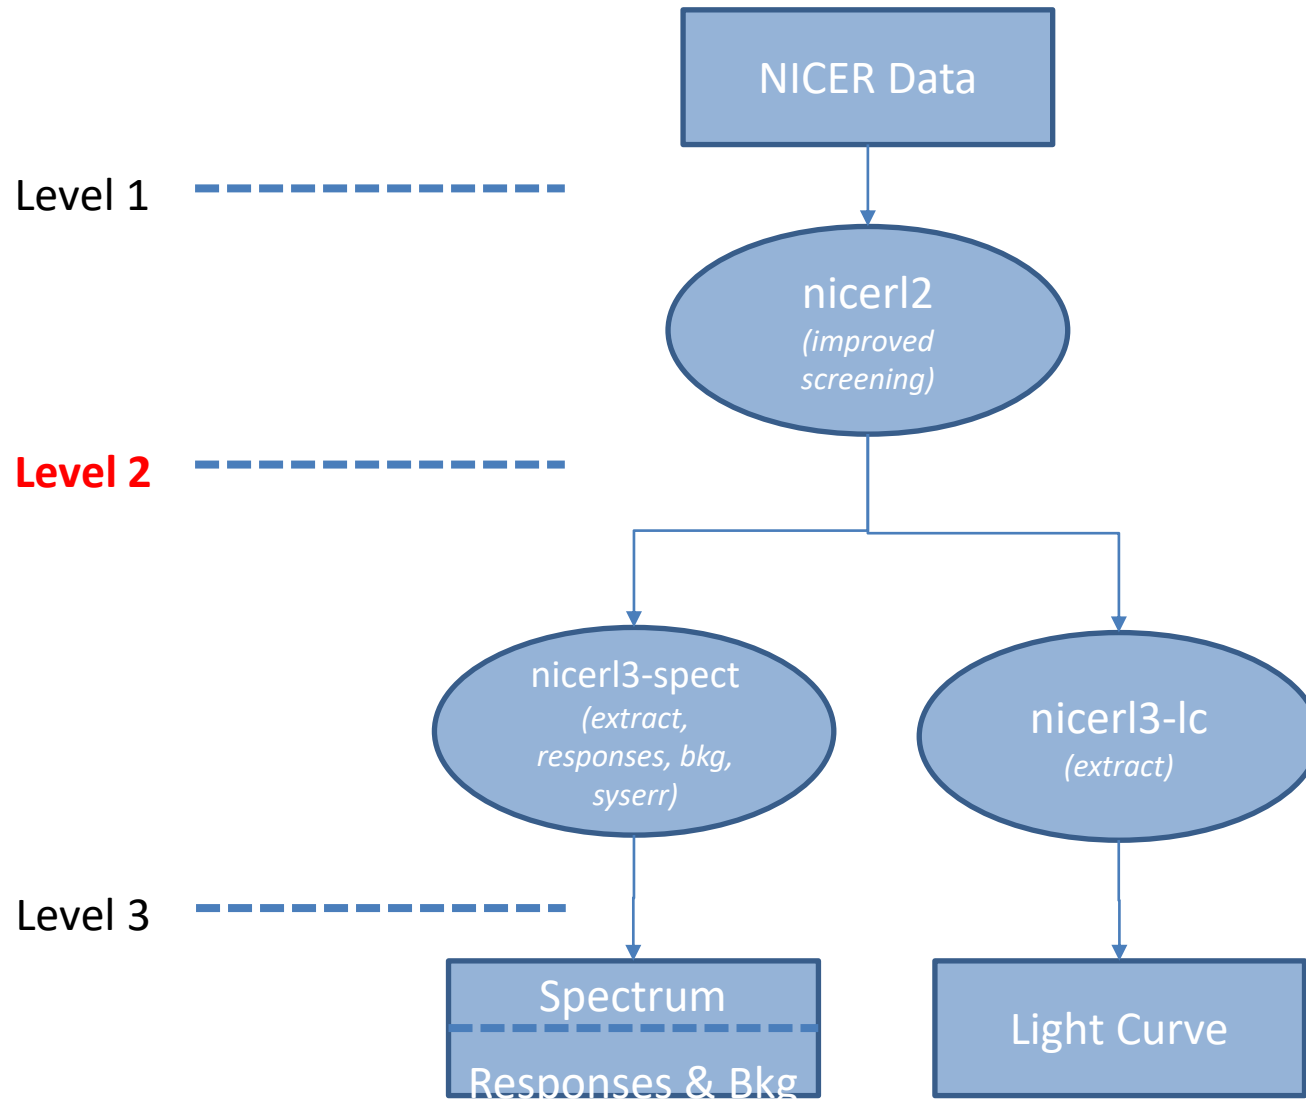 NICER Data
Level 1
nicerl2
(improved
screening)
Level 2
nicerl3-spect
(extract,
responses, bkg,
syserr)
nicerl3-lc
(extract)
Level 3
Spectrum
Responses & Bkg
Light Curve